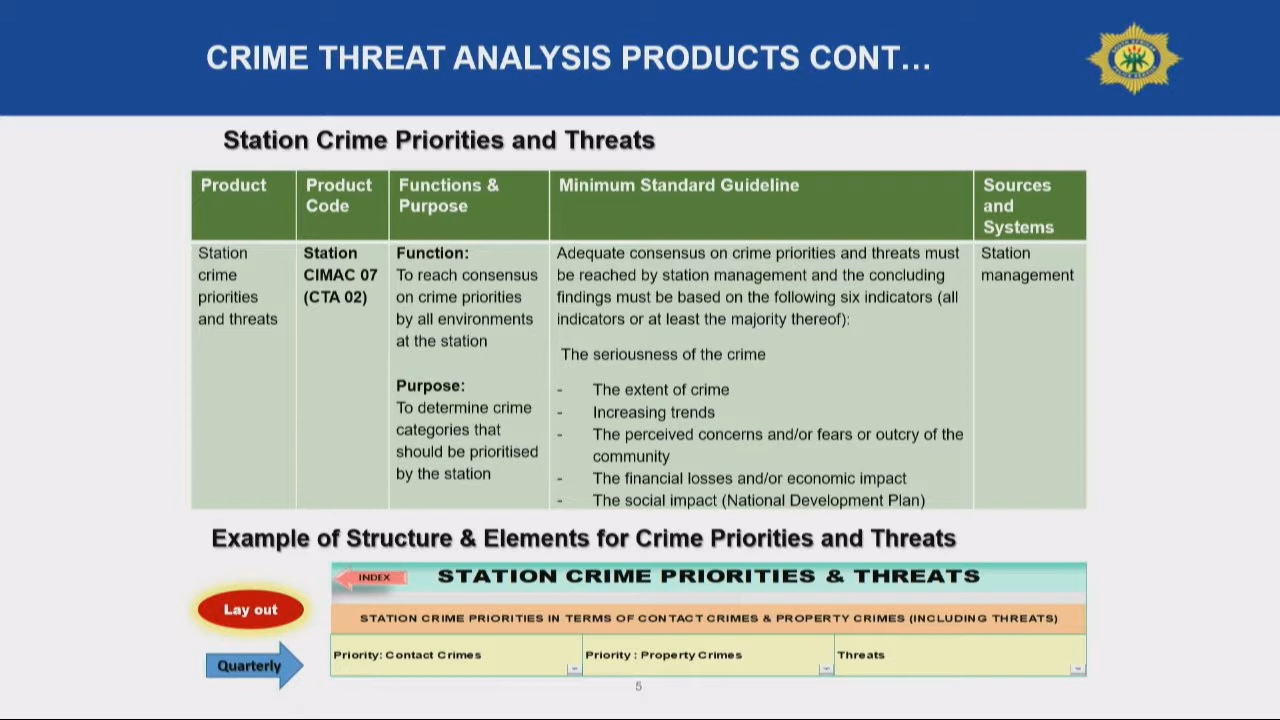 CRIME THREAT ANALYSIS PRODUCTS CONT...
Station Crime Priorities and Threats
Product
Product
Code
Functions &
Purpose
Minimum Standard Guideline
Sources
and
Systems
Station
crime
priorities
and threats
Station
CIMAC 07
(CTA 02)
Function:
To reach consensus
on crime priorities
by all environments
at the station
Purpose:
To determine crime
categories that
should be prioritised
by the station
Adequate consensus on crime priorities and threats must
be reached by station management and the concluding
findings must be based on the following six indicators (all
indicators or at least the majority thereof):
The seriousness of the crime
- The extent of crime
- Increasing trends
- The perceived concerns and/or fears or outcry of the
community
- The financial losses and/or economic impact
- The social impact (National Development Plan)
Station
management
Example of Structure & Elements for Crime Priorities and Threats
Lay out
Quarterly
INDEX
STATION CRIME PRIORITIES & THREATS
STATION CRIME PRIORITIES IN TERMS OF CONTACT CRIMES & PROPERTY CRIMES (INCLUDING THREATS)
Priority: Contact Crimes
Priority : Property Crimes
Threats
5